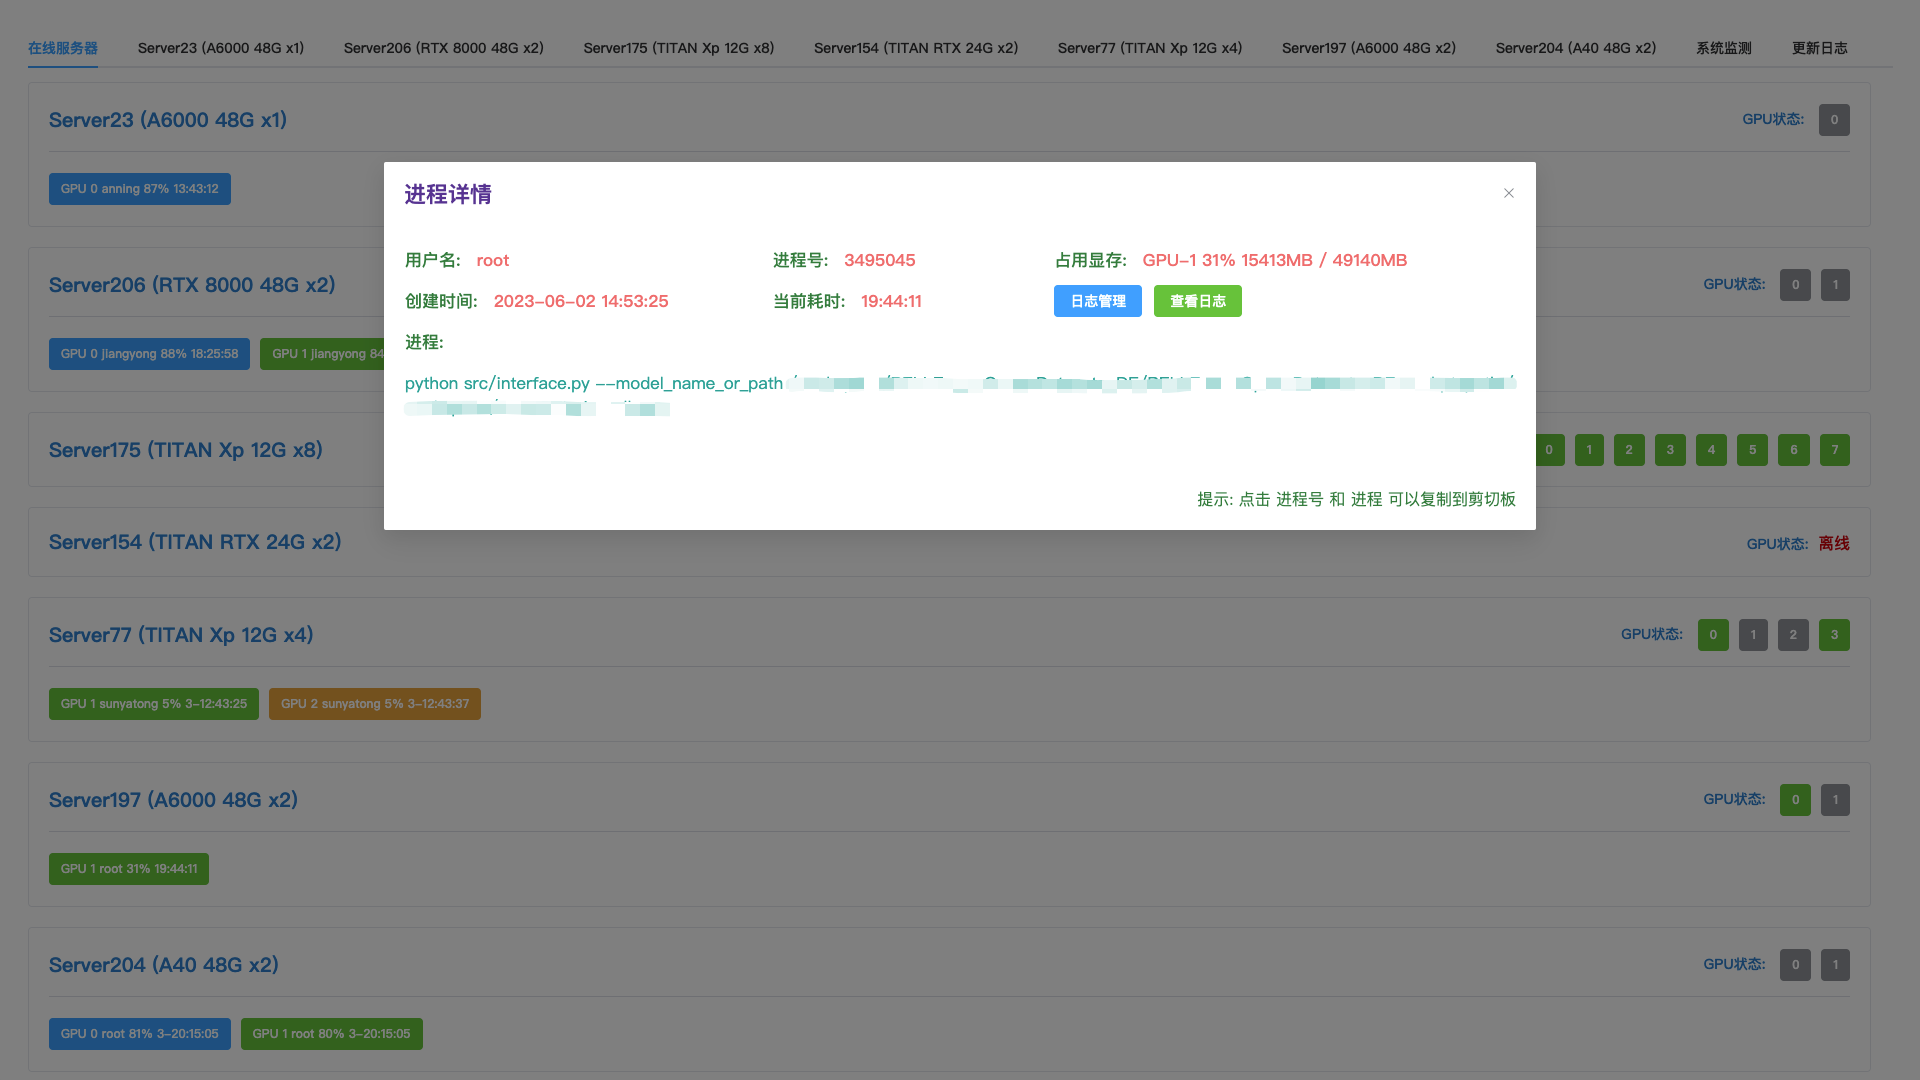 在线服务器 Server23 (A6000 48G x1) Server206 (RTX 8000 48G x2) Server175 (TITAN Xp 12G x8) Server154 (TITAN RTX 24G x2) Server77 (TITAN Xp 12G x4) Server197 (A6000 48G x2) Server204 (A40 48G x2) 系统监测 更新日志
Server23 (A6000 48G x1) GPU状态: 0
GPU 0 anning 87% 13:43:12
进程详情
用户名: root 进程号: 3495045 占用显存: GPU-1 31% 15413MB / 49140MB
创建时间: 2023-06-02 14:53:25 当前耗时: 19:44:11 日志管理 查看日志
进程:
python src/interface.py --model_name_or_path
提示: 点击 进程号 和 进程 可以复制到剪切板
Server206 (RTX 8000 48G x2) GPU状态: 0 1
GPU 0 jiangyong 88% 18:25:58 GPU 1 jiangyong 84
Server175 (TITAN Xp 12G x8) 0 1 2 3 4 5 6 7
Server154 (TITAN RTX 24G x2) GPU状态: 离线
Server77 (TITAN Xp 12G x4) GPU状态: 0 1 2 3
GPU 1 sunyatong 5% 3-12:43:25 GPU 2 sunyatong 5% 3-12:43:37
Server197 (A6000 48G x2) GPU状态: 0 1
GPU 1 root 31% 19:44:11
Server204 (A40 48G x2) GPU状态: 0 1
GPU 0 root 81% 3-20:15:05 GPU 1 root 80% 3-20:15:05